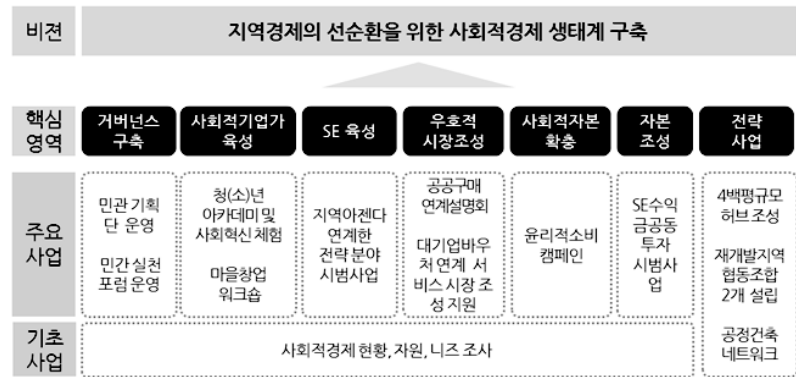 비젼
지역경제의 선순환을 위한 사회적경제 생태계 구축
핵심
영역
거버넌스
구축
사회적기업가
육성
SE 육성
우호적
시장조성
사회적자본
확충
자본
조성
전략
사업
주요
사업
민관 기획
단 운영
민간 실천
포럼 운영
청(소)년
아카데미 및
사회혁신 체험
마을창업
워크숍
지역아젠다
연계한
전략 분야
시범사업
공공구매
연계설명회
대기업바우
처 연계 서
비스 시장 조
성 지원
윤리적소비
캠페인
SE수익
금공동
투자
시범사
업
4백평규모
허브 조성
재개발지역
협동조합
2개 설립
공정건축
네트워크
기초
사업
사회적경제 현황, 자원, 니즈 조사